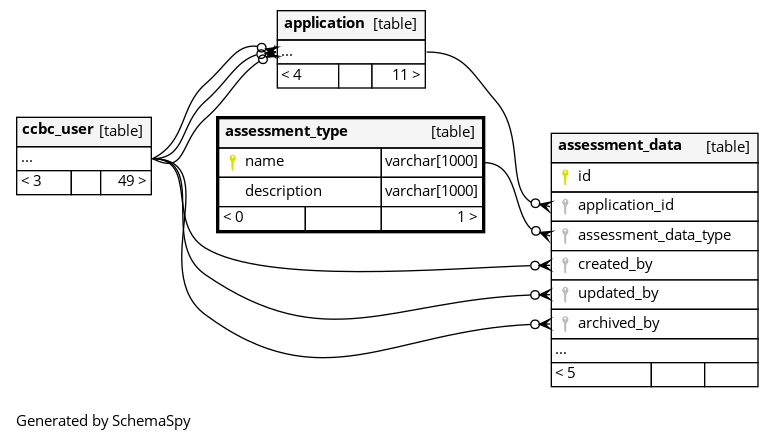 application [table]
...
< 4 11 >
ccbc_user [table]
...
< 3 49 >
assessment_type [table]
name varchar[1000]
description varchar[1000]
< 0 1 >
assessment_data [table]
id
application_id
assessment_data_type
created_by
updated_by
archived_by
...
< 5
Generated by SchemaSpy